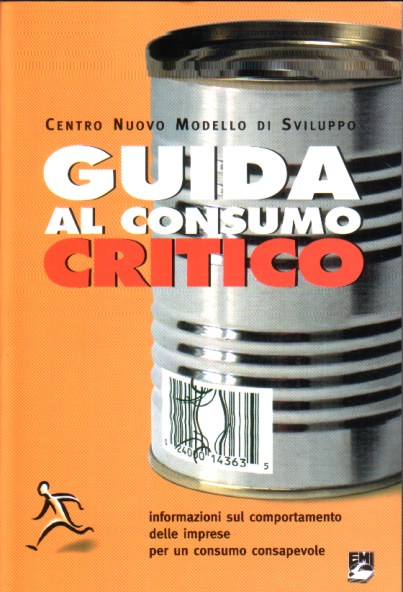 CENTRO NUOVO MODELLO DI SVILUPPO
GUIDA
AL CONSUMO
CRITICO
0 24000 14363 5
informazioni sul comportamento
delle imprese
per un consumo consapevole
EMI